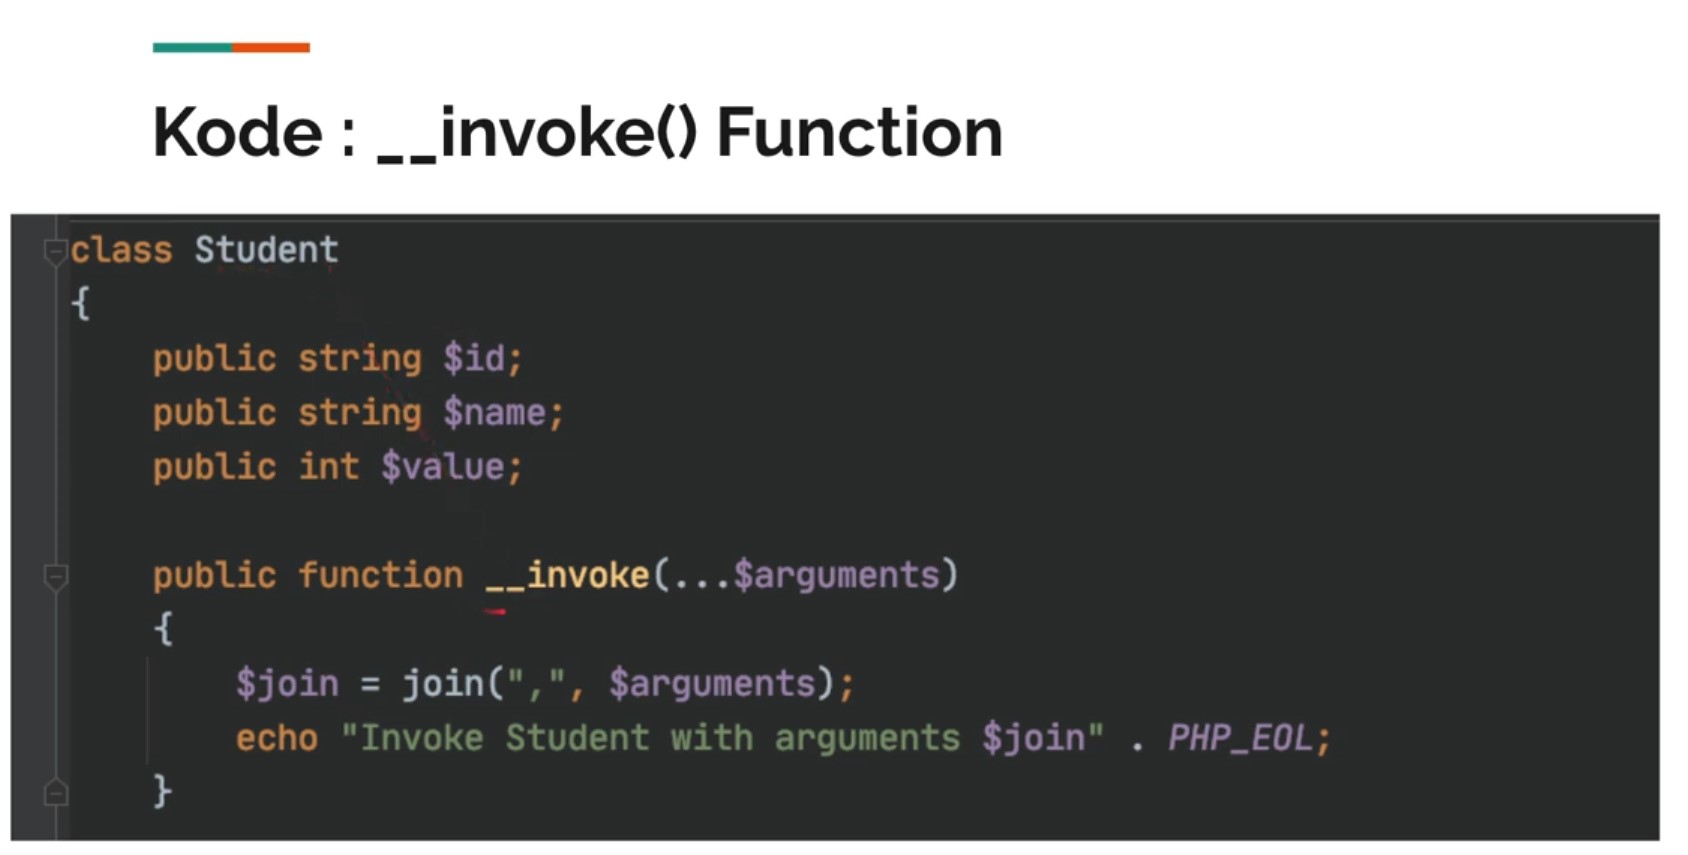 Kode : __invoke() Function
class Student
{
    public string $id;
    public string $name;
    public int $value;
    public function __invoke(...$arguments)
    {
        $join = join(",", $arguments);
        echo "Invoke Student with arguments $join" . PHP_EOL;
    }